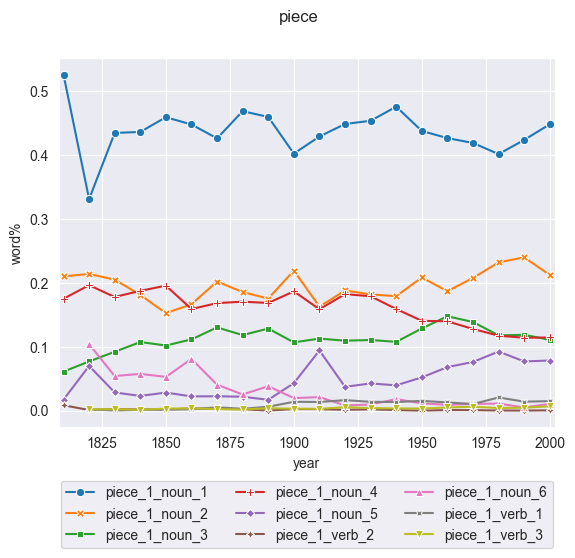 piece
0.5
0.4
0.3
0.2
0.1
0.0
word%
1825 1850 1875 1900 1925 1950 1975 2000
year
piece_1_noun_1 piece_1_noun_4 piece_1_noun_6
piece_1_noun_2 piece_1_noun_5 piece_1_verb_1
piece_1_noun_3 piece_1_verb_2 piece_1_verb_3